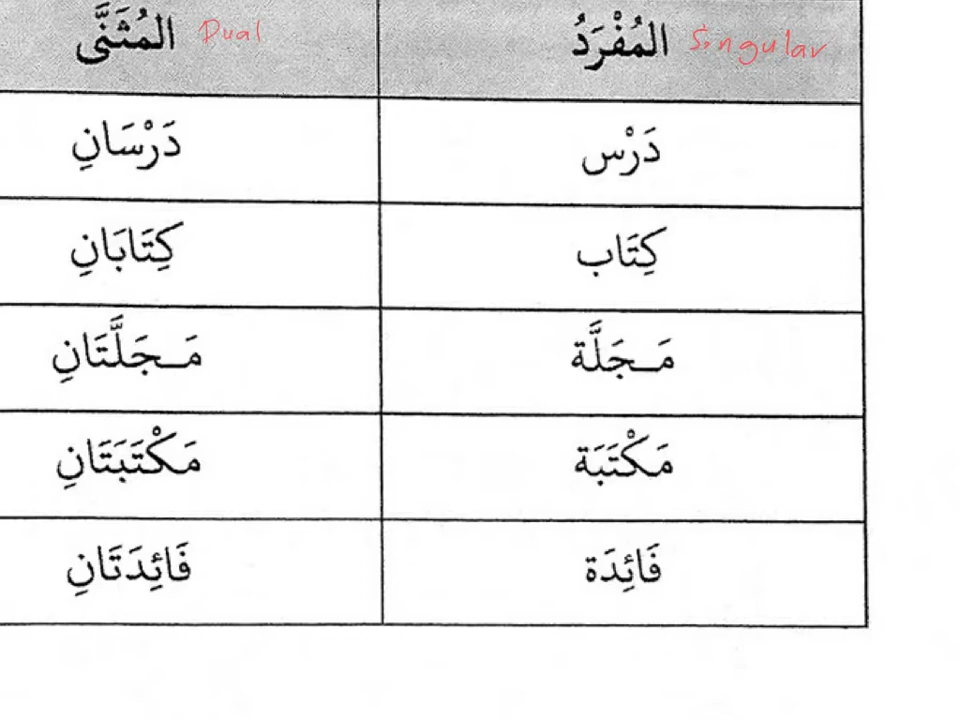 المُفْرَدُ Singular المُثَنَّى Dual
دَرْس دَرْسَانِ
كِتَاب كِتَابَانِ
مَـجَلَّة مَـجَلَّتَانِ
مَكْتَبَة مَكْتَبَتَانِ
فَائِدَة فَائِدَتَانِ